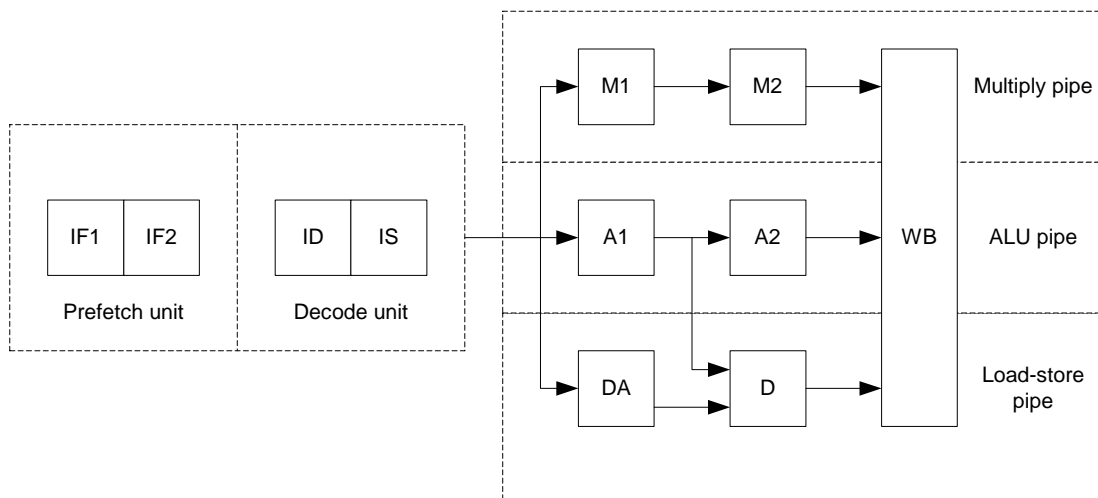 M1
M2
Multiply pipe
IF1
IF2
ID
IS
A1
A2
WB
ALU pipe
Prefetch unit
Decode unit
DA
D
Load-store
pipe